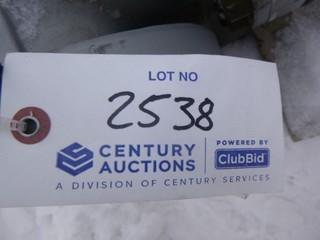 LOT NO
2538
CENTURY AUCTIONS
POWERED BY
ClubBid
A DIVISION OF CENTURY SERVICES